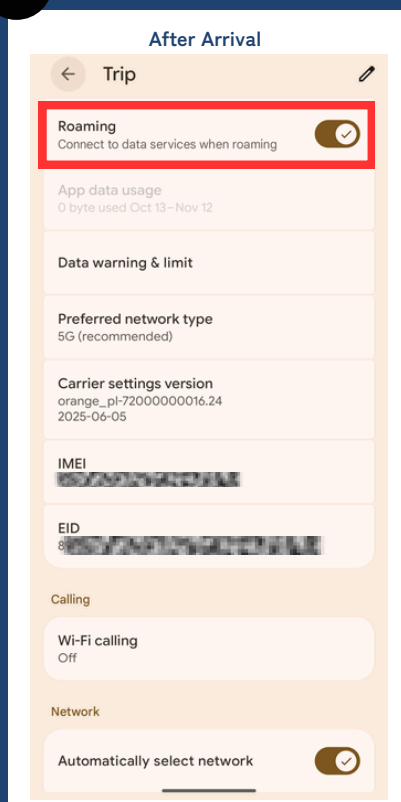 After Arrival
Trip
Roaming
Connect to data services when roaming
App data usage
0 byte used Oct 13–Nov 12
Data warning & limit
Preferred network type
5G (recommended)
Carrier settings version
orange_pl-72000000016.24
2025-06-05
IMEI
EID
8
Calling
Wi-Fi calling
Off
Network
Automatically select network